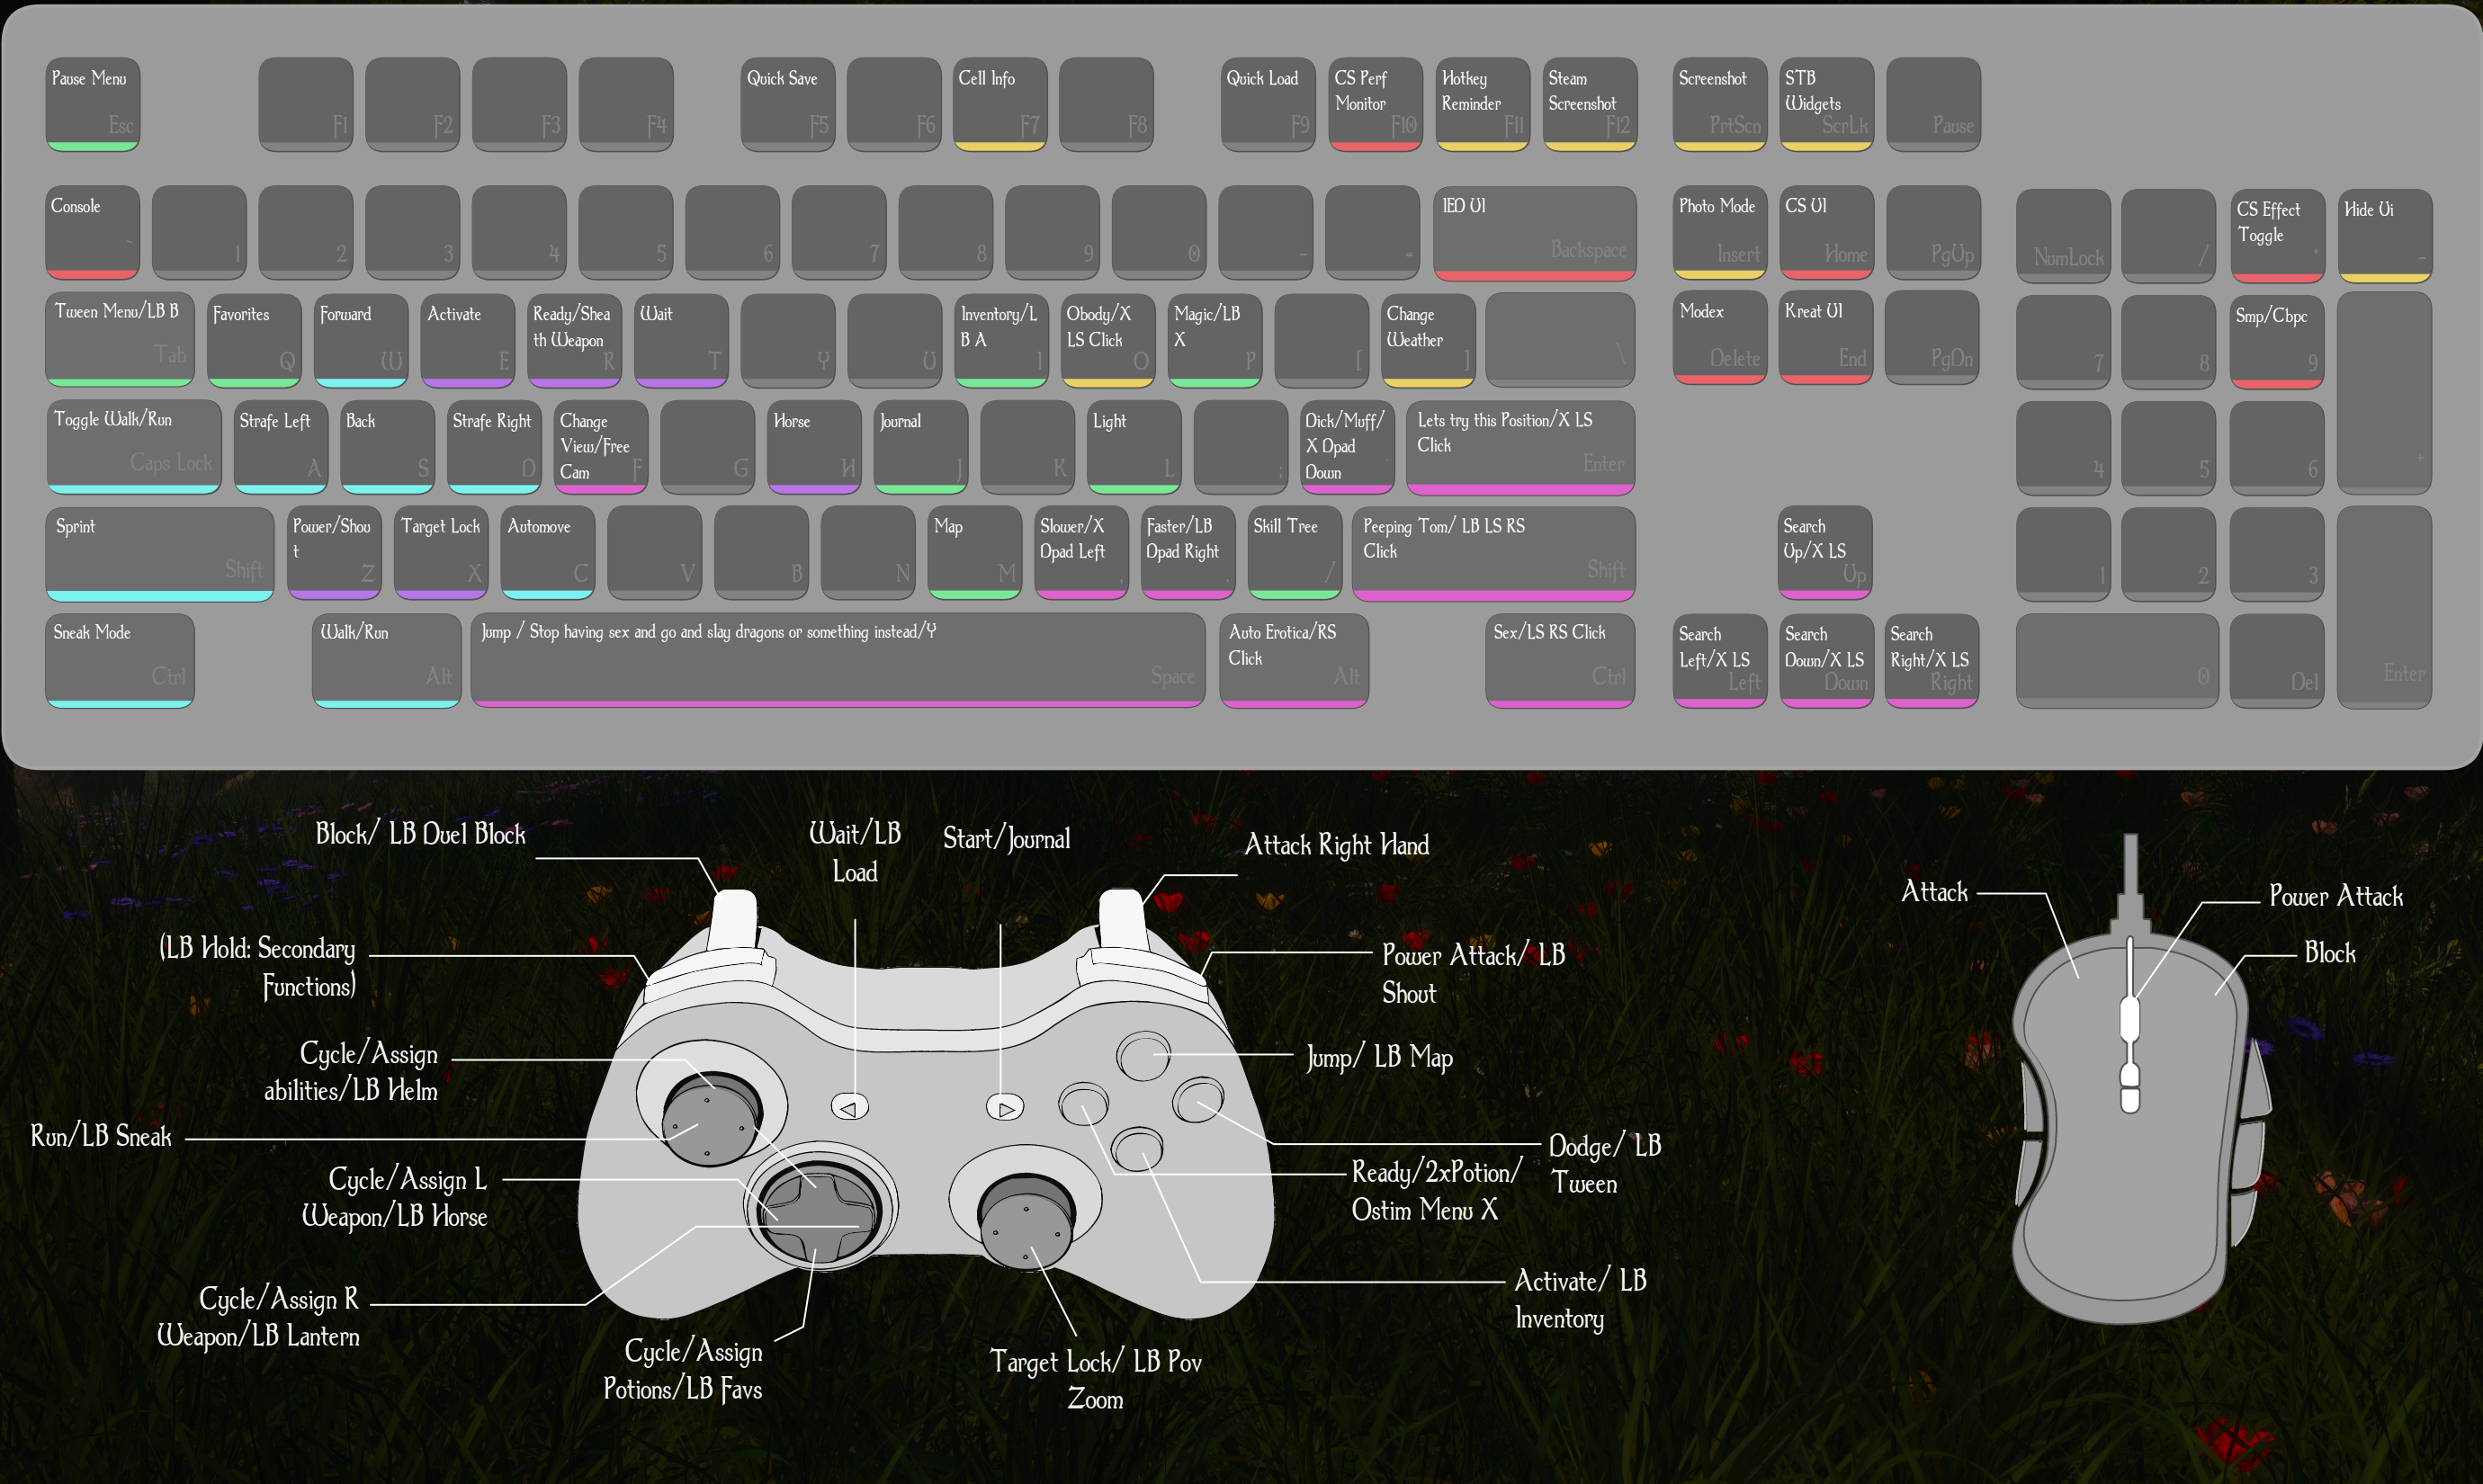 Pause Menu
Esc
F1
F2
F3
F4
Quick Save
F5
F6
Cell Info
F7
F8
Quick Load
F9
CS Perf
Monitor
F10
Hotkey
Reminder
F11
Steam
Screenshot
F12
Screenshot
PrtScn
STB
Widgets
ScrLk
Pause
Console
~
1
2
3
4
5
6
7
8
9
0
-
=
IED UI
Backspace
Photo Mode
Insert
CS UI
Home
PgUp
NumLock
/
CS Effect
Toggle
*
Hide Ui
-
Tween Menu/LB B
Tab
Favorites
Q
Forward
W
Activate
E
Ready/Shea
th Weapon
R
Wait
T
Y
U
Inventory/L
B A
I
Obody/X
LS Click
O
Magic/LB
X
P
[
Change
Weather
]
\
Modex
Delete
Kreat UI
End
PgDn
7
8
Smp/Cbpc
9
+
Toggle Walk/Run
Caps Lock
Strafe Left
A
Back
S
Strafe Right
D
Change
View/Free
Cam
F
G
Horse
H
Journal
J
K
Light
L
;
Dick/Muff/
X Dpad
Down
'
Lets try this Position/X LS
Click
Enter
4
5
6
Sprint
Shift
Power/Shou
t
Z
Target Lock
X
Automove
C
V
B
N
Map
M
Slower/X
Dpad Left
,
Faster/LB
Dpad Right
.
Skill Tree
/
Peeping Tom/ LB LS RS
Click
Shift
Search
Up/X LS
Up
1
2
3
Enter
Sneak Mode
Ctrl
Walk/Run
Alt
Jump / Stop having sex and go and slay dragons or something instead/Y
Space
Auto Erotica/RS
Click
Alt
Sex/LS RS Click
Ctrl
Search
Left/X LS
Left
Search
Down/X LS
Down
Search
Right/X LS
Right
0
Del
Block/ LB Duel Block
Wait/LB
Load
Start/Journal
Attack Right Hand
(LB Hold: Secondary
Functions)
Power Attack/ LB
Shout
Cycle/Assign
abilities/LB Helm
Jump/ LB Map
Run/LB Sneak
Dodge/ LB
Tween
Cycle/Assign L
Weapon/LB Horse
Ready/2xPotion/
Ostim Menu X
Cycle/Assign R
Weapon/LB Lantern
Activate/ LB
Inventory
Cycle/Assign
Potions/LB Favs
Target Lock/ LB Pov
Zoom
Attack
Power Attack
Block